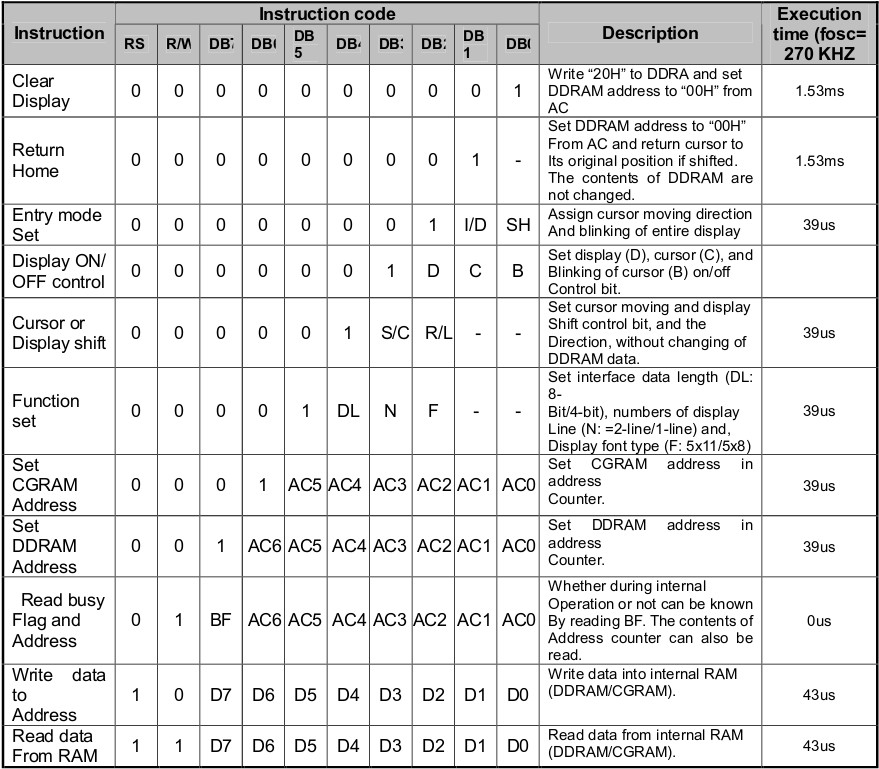 Instruction
Instruction code
Description
Execution
time (fosc=
270 KHZ
RS R/W DB7 DB6 DB
5 DB4 DB3 DB2 DB
1 DB0
Clear
Display
0 0 0 0 0 0 0 0 0 1
Write “20H” to DDRA and set
DDRAM address to “00H” from
AC
1.53ms
Return
Home
0 0 0 0 0 0 0 0 1 -
Set DDRAM address to “00H”
From AC and return cursor to
Its original position if shifted.
The contents of DDRAM are
not changed.
1.53ms
Entry mode
Set
0 0 0 0 0 0 0 1 I/D SH
Assign cursor moving direction
And blinking of entire display
39us
Display ON/
OFF control
0 0 0 0 0 0 1 D C B
Set display (D), cursor (C), and
Blinking of cursor (B) on/off
Control bit.
Cursor or
Display shift
0 0 0 0 0 1 S/C R/L - -
Set cursor moving and display
Shift control bit, and the
Direction, without changing of
DDRAM data.
39us
Function
set
0 0 0 0 1 DL N F - -
Set interface data length (DL:
8-
Bit/4-bit), numbers of display
Line (N: =2-line/1-line) and,
Display font type (F: 5x11/5x8)
39us
Set
CGRAM
Address
0 0 0 1 AC5 AC4 AC3 AC2 AC1 AC0
Set CGRAM address in
address
Counter.
39us
Set
DDRAM
Address
0 0 1 AC6 AC5 AC4 AC3 AC2 AC1 AC0
Set DDRAM address in
address
Counter.
39us
Read busy
Flag and
Address
0 1 BF AC6 AC5 AC4 AC3 AC2 AC1 AC0
Whether during internal
Operation or not can be known
By reading BF. The contents of
Address counter can also be
read.
0us
Write data
to
Address
1 0 D7 D6 D5 D4 D3 D2 D1 D0
Write data into internal RAM
(DDRAM/CGRAM).
43us
Read data
From RAM
1 1 D7 D6 D5 D4 D3 D2 D1 D0
Read data from internal RAM
(DDRAM/CGRAM).
43us